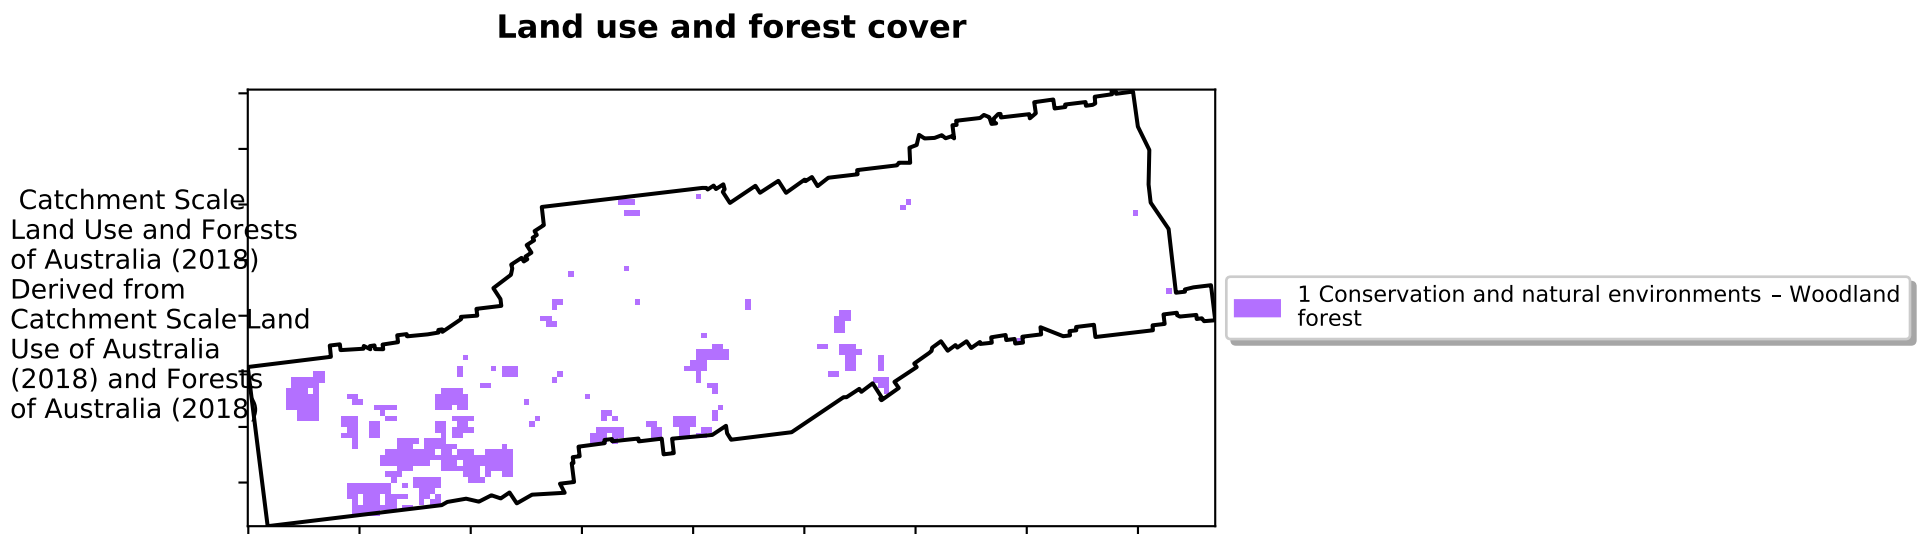 Land use and forest cover
Catchment Scale
Land Use and Forests
of Australia (2018)
Derived from
Catchment Scale Land
Use of Australia
(2018) and Forests
of Australia (2018)
1 Conservation and natural environments – Woodland
forest